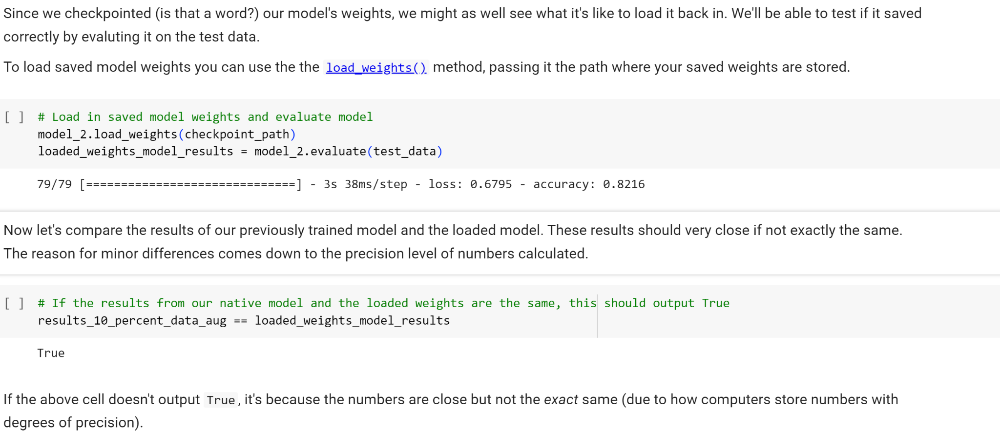 Since we checkpointed (is that a word?) our model's weights, we might as well see what it's like to load it back in. We'll be able to test if it saved
correctly by evaluting it on the test data.
To load saved model weights you can use the the load_weights() method, passing it the path where your saved weights are stored.
[ ] # Load in saved model weights and evaluate model
model_2.load_weights(checkpoint_path)
loaded_weights_model_results = model_2.evaluate(test_data)
79/79 [==============================] - 3s 38ms/step - loss: 0.6795 - accuracy: 0.8216
Now let's compare the results of our previously trained model and the loaded model. These results should very close if not exactly the same.
The reason for minor differences comes down to the precision level of numbers calculated.
[ ] # If the results from our native model and the loaded weights are the same, this should output True
results_10_percent_data_aug == loaded_weights_model_results
True
If the above cell doesn't output True, it's because the numbers are close but not the exact same (due to how computers store numbers with
degrees of precision).